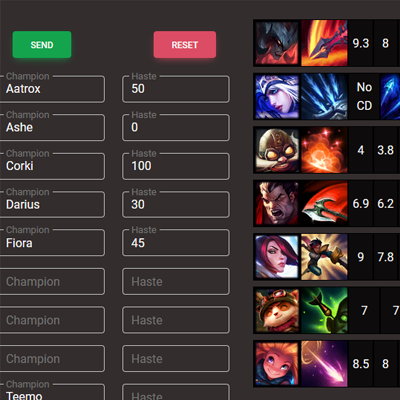 SEND RESET
Champion Haste
Aatrox 50
Champion Haste
Ashe 0
Champion Haste
Corki 100
Champion Haste
Darius 30
Champion Haste
Fiora 45
Champion Haste
Champion Haste
Champion Haste
Champion Haste
Teemo
9.3 8
No CD
4 3.8
6.9 6.2
9 7.8
7 7
8.5 8